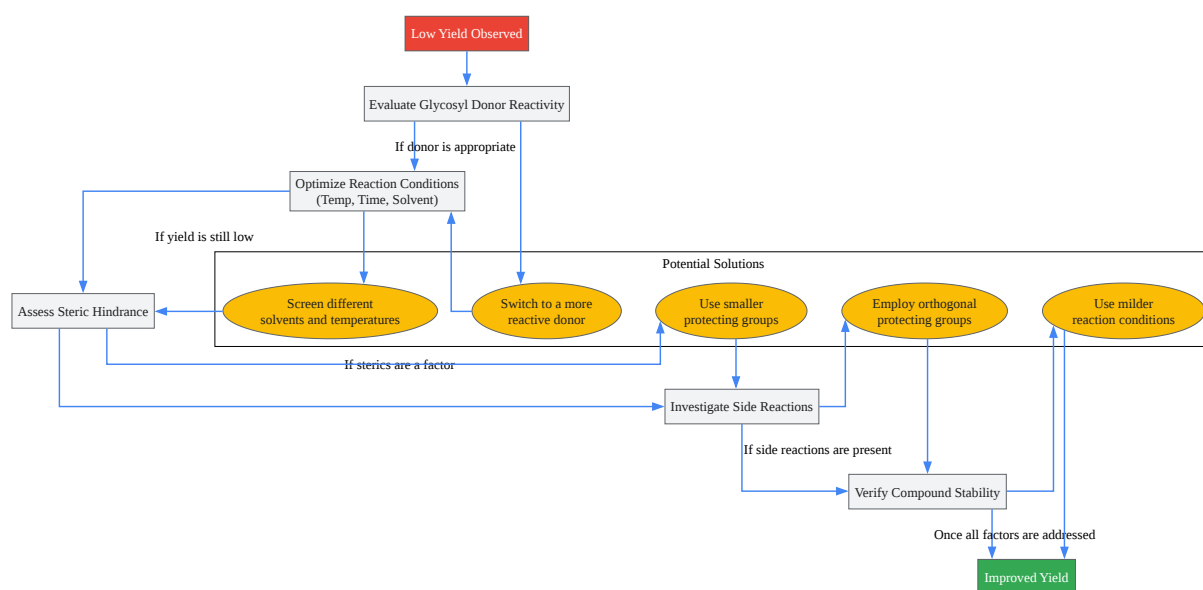 Low Yield Observed
Evaluate Glycosyl Donor Reactivity
If donor is appropriate
Optimize Reaction Conditions
(Temp, Time, Solvent)
If yield is still low
Potential Solutions
Assess Steric Hindrance
Screen different
solvents and temperatures
Switch to a more
reactive donor
Use smaller
protecting groups
Employ orthogonal
protecting groups
Use milder
reaction conditions
If sterics are a factor
Investigate Side Reactions
If side reactions are present
Verify Compound Stability
Once all factors are addressed
Improved Yield